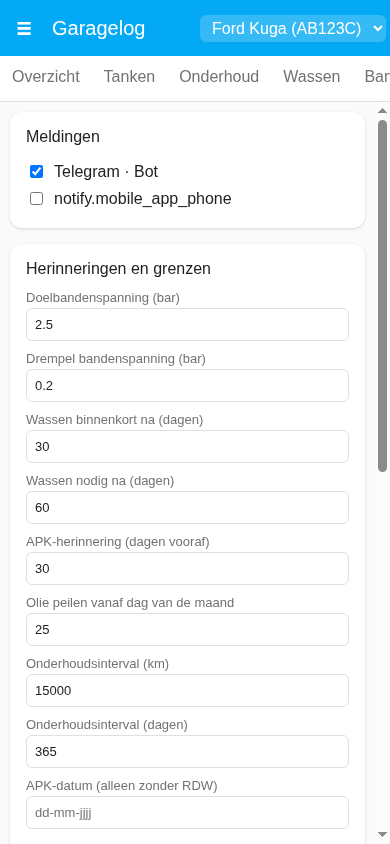 Garagelog
Ford Kuga (AB123C)
Overzicht Tanken Onderhoud Wassen Ban
Meldingen
Telegram · Bot
notify.mobile_app_phone
Herinneringen en grenzen
Doelbandenspanning (bar)
2.5
Drempel bandenspanning (bar)
0.2
Wassen binnenkort na (dagen)
30
Wassen nodig na (dagen)
60
APK-herinnering (dagen vooraf)
30
Olie peilen vanaf dag van de maand
25
Onderhoudsinterval (km)
15000
Onderhoudsinterval (dagen)
365
APK-datum (alleen zonder RDW)
dd-mm-jjjj